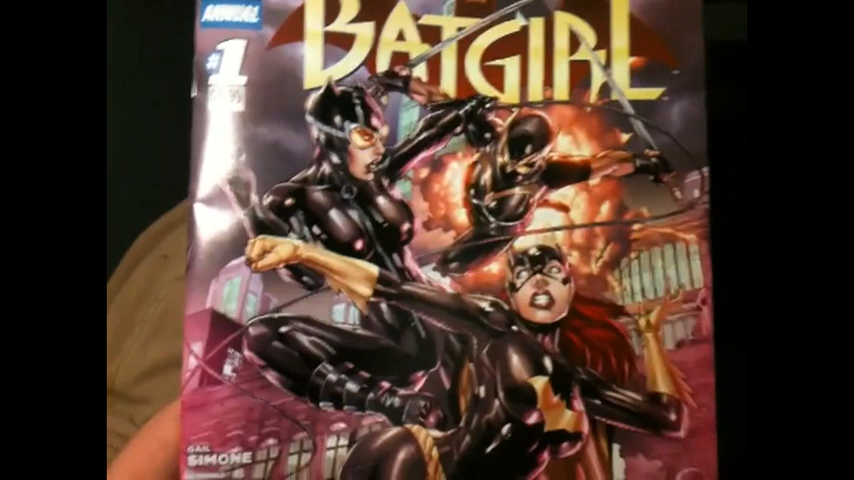 ANNUAL
BATGIRL
#1
GAIL
SIMONE